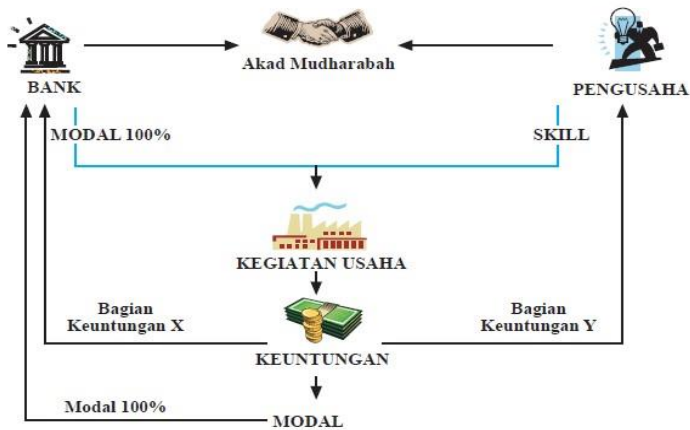 Akad Mudharabah
BANK
PENGUSAHA
MODAL 100%
SKILL
KEGIATAN USAHA
Bagian
Keuntungan X
Bagian
Keuntungan Y
KEUNTUNGAN
Modal 100%
MODAL